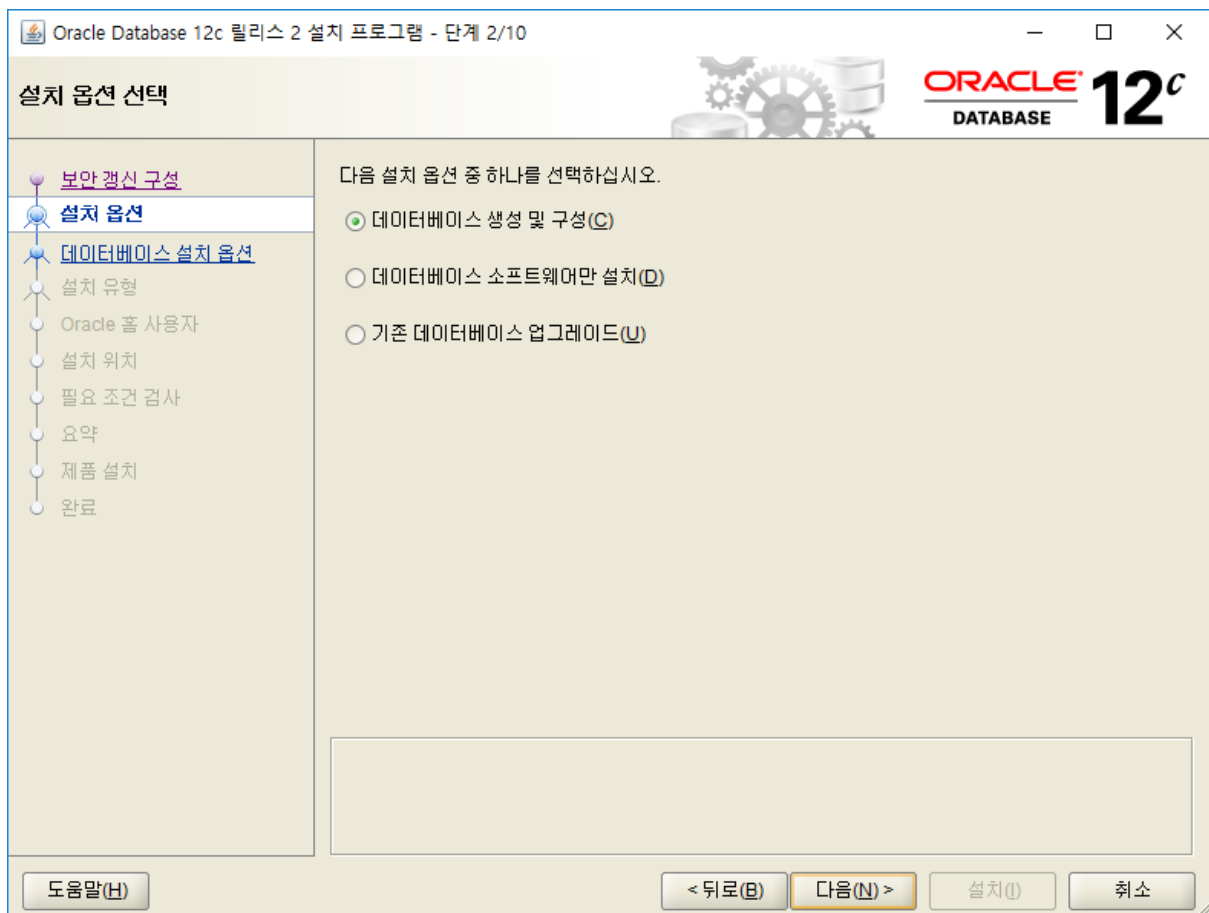 Oracle Database 12c 릴리스 2 설치 프로그램 - 단계 2/10
설치 옵션 선택
ORACLE
DATABASE
12c
보안 갱신 구성
설치 옵션
데이터베이스 설치 옵션
설치 유형
Oracle 홈 사용자
설치 위치
필요 조건 검사
요약
제품 설치
완료
다음 설치 옵션 중 하나를 선택하십시오.
데이터베이스 생성 및 구성(C)
데이터베이스 소프트웨어만 설치(D)
기존 데이터베이스 업그레이드(U)
도움말(H)
< 뒤로(B)
다음(N) >
설치(I)
취소